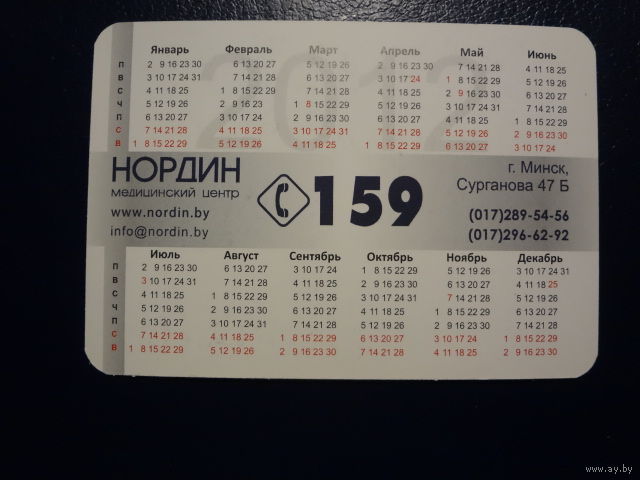 Январь Февраль Март Апрель Май Июнь
П 2 9 16 23 30 6 13 20 27 5 12 19 26 2 9 16 23 30 7 14 21 28 4 11 18 25
В 3 10 17 24 31 7 14 21 28 6 13 20 27 3 10 17 24 1 8 15 22 29 5 12 19 26
С 4 11 18 25 1 8 15 22 29 7 14 21 28 4 11 18 25 2 9 16 23 30 6 13 20 27
Ч 5 12 19 26 2 9 16 23 1 8 15 22 29 5 12 19 26 3 10 17 24 31 7 14 21 28
П 6 13 20 27 3 10 17 24 2 9 16 23 30 6 13 20 27 4 11 18 25 1 8 15 22 29
С 7 14 21 28 4 11 18 25 3 10 17 24 31 7 14 21 28 5 12 19 26 2 9 16 23 30
В 1 8 15 22 29 5 12 19 26 4 11 18 25 1 8 15 22 29 6 13 20 27 3 10 17 24
2012
НОРДИН
медицинский центр
www.nordin.by
info@nordin.by
159
г. Минск,
Сурганова 47 Б
(017)289-54-56
(017)296-62-92
Июль Август Сентябрь Октябрь Ноябрь Декабрь
П 2 9 16 23 30 6 13 20 27 3 10 17 24 1 8 15 22 29 5 12 19 26 3 10 17 24 31
В 3 10 17 24 31 7 14 21 28 4 11 18 25 2 9 16 23 30 6 13 20 27 4 11 18 25
С 4 11 18 25 1 8 15 22 29 5 12 19 26 3 10 17 24 31 7 14 21 28 5 12 19 26
Ч 5 12 19 26 2 9 16 23 30 6 13 20 27 4 11 18 25 1 8 15 22 29 6 13 20 27
П 6 13 20 27 3 10 17 24 31 7 14 21 28 5 12 19 26 2 9 16 23 30 7 14 21 28
С 7 14 21 28 4 11 18 25 1 8 15 22 29 6 13 20 27 3 10 17 24 1 8 15 22 29
В 1 8 15 22 29 5 12 19 26 2 9 16 23 30 7 14 21 28 4 11 18 25 2 9 16 23 30
www.ay.by